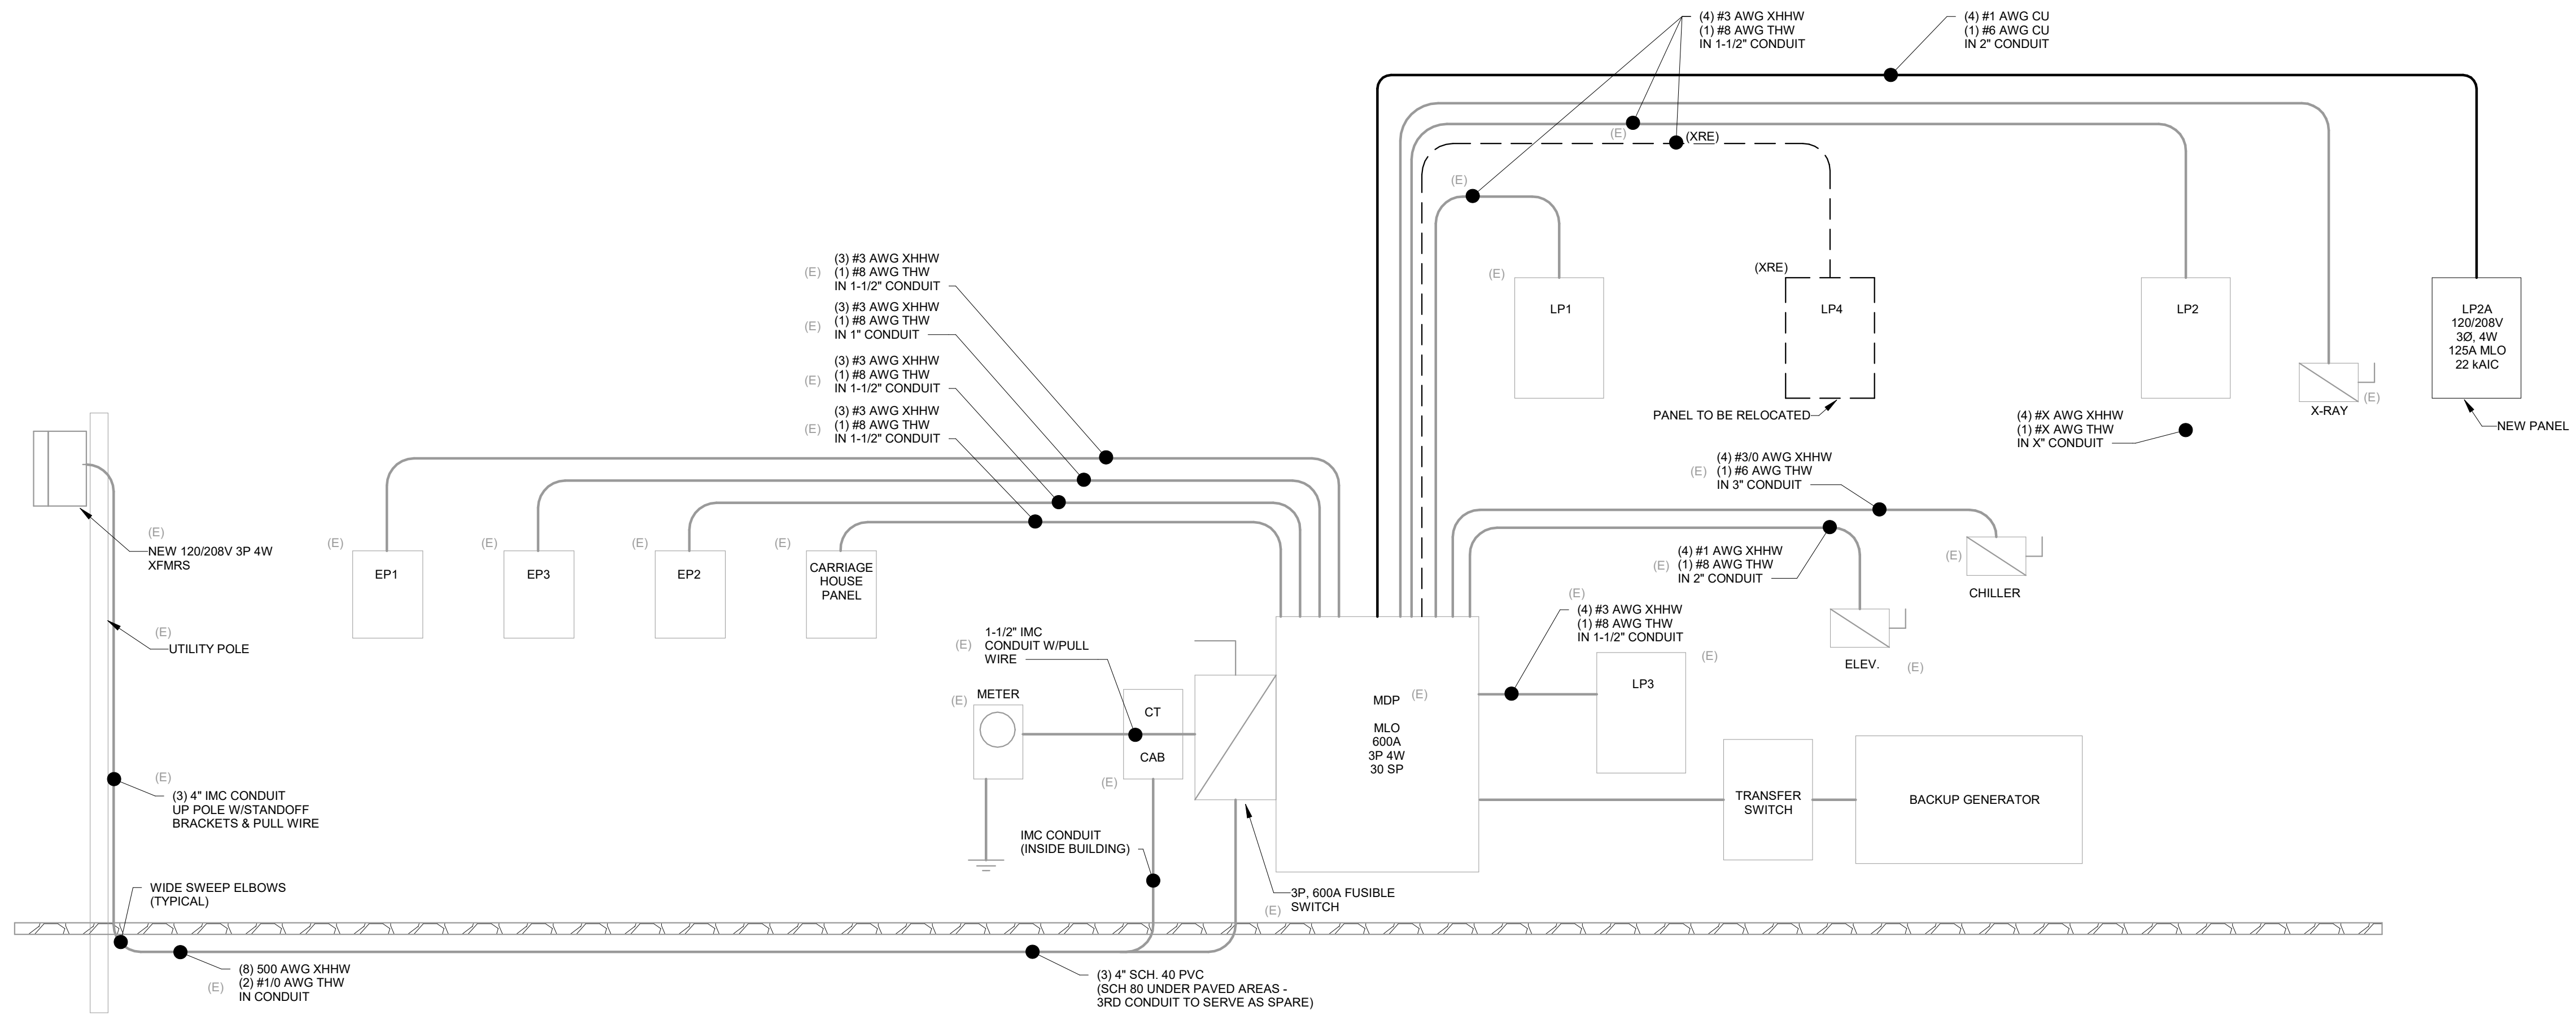 (4) #3 AWG XHHW
(1) #8 AWG THW
IN 1-1/2" CONDUIT
(4) #1 AWG CU
(1) #6 AWG CU
IN 2" CONDUIT
(E)
(XRE)
(E)
(3) #3 AWG XHHW
(E)
(1) #8 AWG THW
IN 1-1/2" CONDUIT
(3) #3 AWG XHHW
(E)
(1) #8 AWG THW
IN 1" CONDUIT
(3) #3 AWG XHHW
(E)
(1) #8 AWG THW
IN 1-1/2" CONDUIT
(3) #3 AWG XHHW
(E)
(1) #8 AWG THW
IN 1-1/2" CONDUIT
(E)
LP1
(XRE)
LP4
PANEL TO BE RELOCATED
LP2
X-RAY
(E)
LP2A
120/208V
3Ø, 4W
125A MLO
22 kAIC
NEW PANEL
(4) #X AWG XHHW
(1) #X AWG THW
IN X" CONDUIT
(4) #3/0 AWG XHHW
(E)
(1) #6 AWG THW
IN 3" CONDUIT
(4) #1 AWG XHHW
(E)
(1) #8 AWG THW
IN 2" CONDUIT
(E)
CHILLER
ELEV.
(E)
(E)
(4) #3 AWG XHHW
(1) #8 AWG THW
IN 1-1/2" CONDUIT
(E)
LP3
(E)
NEW 120/208V 3P 4W
XFMRS
(E)
UTILITY POLE
(E)
EP1
(E)
EP3
(E)
EP2
(E)
CARRIAGE
HOUSE
PANEL
1-1/2" IMC
(E)
CONDUIT W/PULL
WIRE
(E)
METER
CT
CAB
(E)
MDP
(E)
MLO
600A
3P 4W
30 SP
TRANSFER
SWITCH
BACKUP GENERATOR
(E)
(3) 4" IMC CONDUIT
UP POLE W/STANDOFF
BRACKETS & PULL WIRE
IMC CONDUIT
(INSIDE BUILDING)
3P, 600A FUSIBLE
SWITCH
(E)
WIDE SWEEP ELBOWS
(TYPICAL)
(8) 500 AWG XHHW
(2) #1/0 AWG THW
(E)
IN CONDUIT
(3) 4" SCH. 40 PVC
(SCH 80 UNDER PAVED AREAS -
3RD CONDUIT TO SERVE AS SPARE)